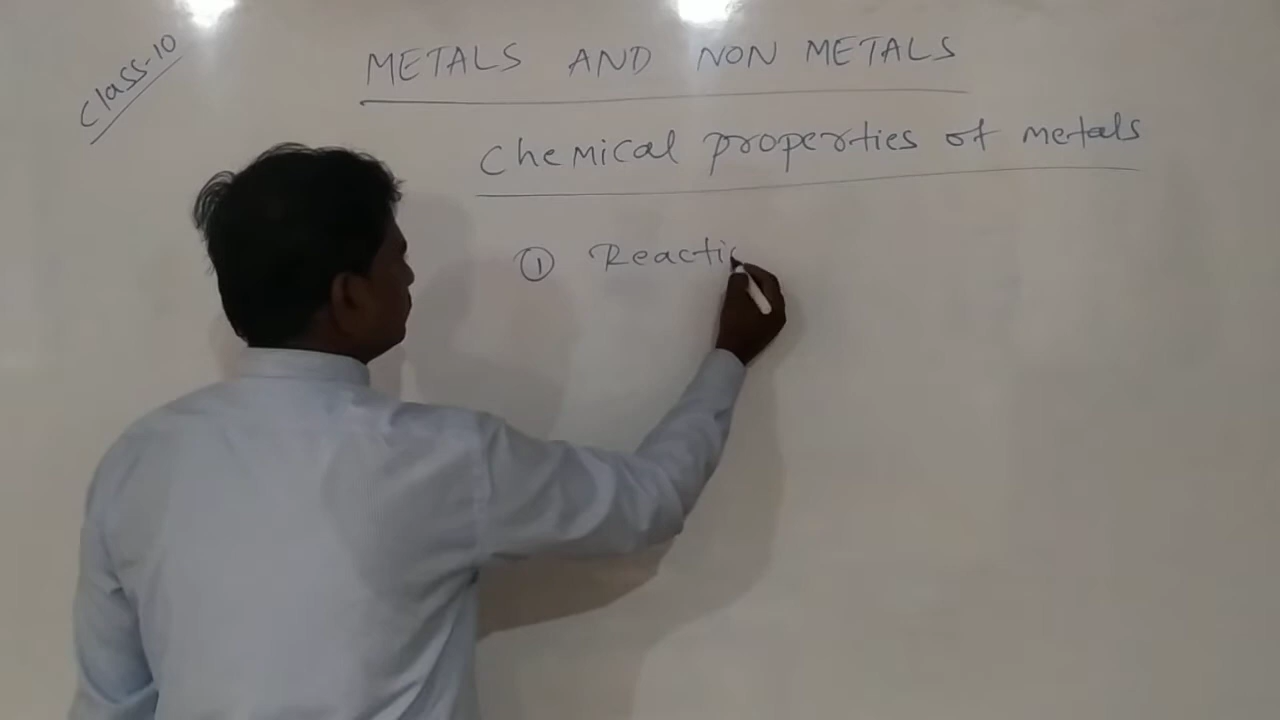 Class-10
METALS AND NON METALS
Chemical properties of metals
① Reacti